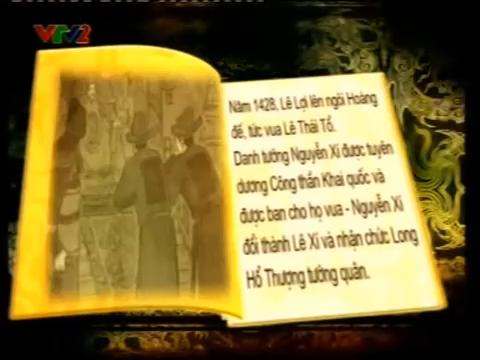 VTV2
Năm 1428, Lê Lợi lên ngôi Hoàng
đế, tức vua Lê Thái Tổ.
Danh tướng Nguyễn Xí được tuyên
dương Công thần Khai quốc và
được ban cho họ vua - Nguyễn Xí
đổi thành Lê Xí và nhận chức Long
Hổ Thượng tướng quân.